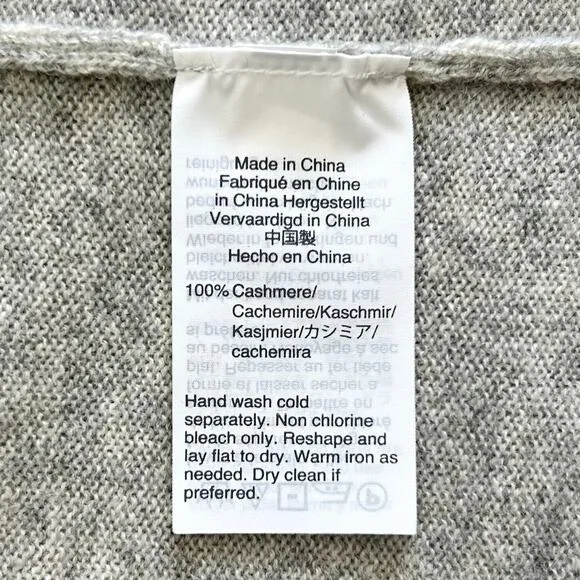 Made in China
Fabriqué en Chine
in China Hergestellt
Vervaardigd in China
中国製
Hecho en China
100% Cashmere/
Cachemire/Kaschmir/
Kasjmier/カシミア/
cachemira
Hand wash cold
separately. Non chlorine
bleach only. Reshape and
lay flat to dry. Warm iron as
needed. Dry clean if
preferred.